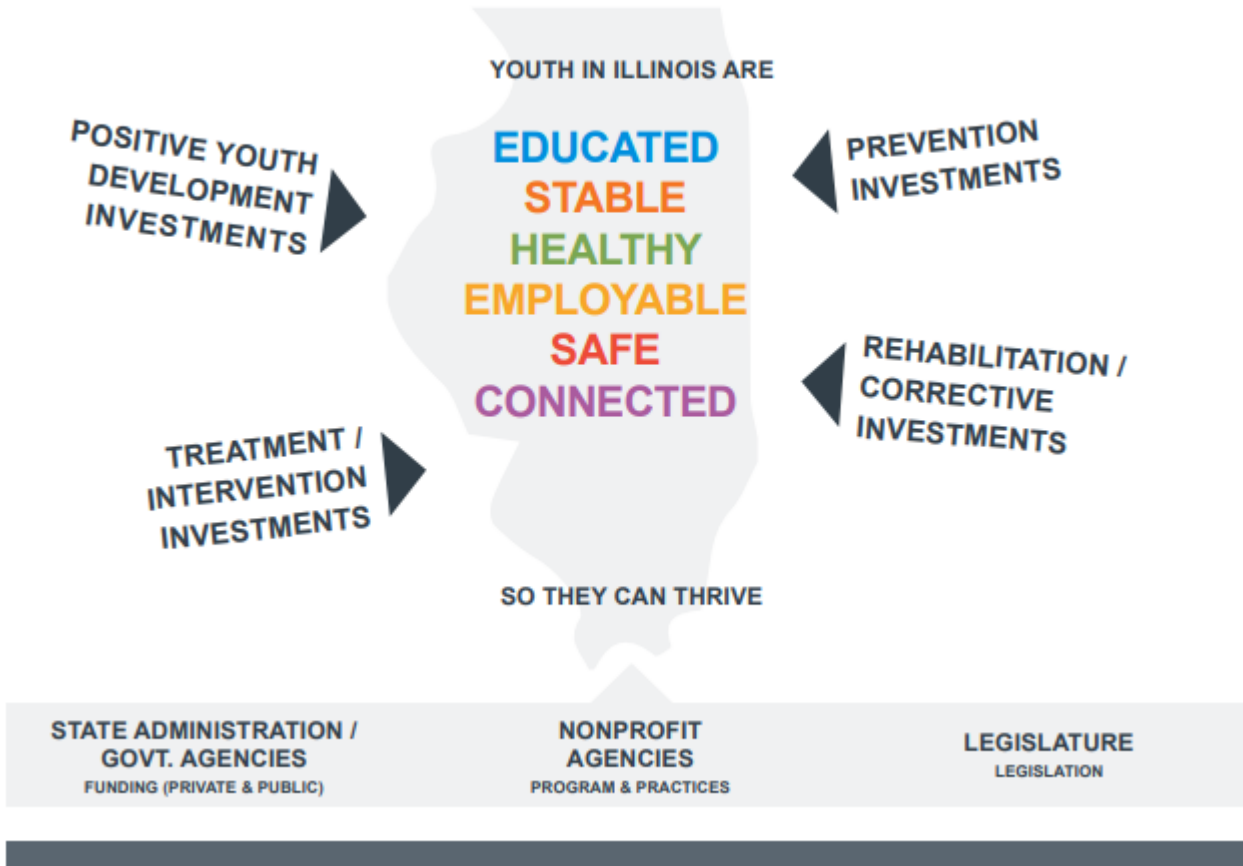 YOUTH IN ILLINOIS ARE
EDUCATED
STABLE
HEALTHY
EMPLOYABLE
SAFE
CONNECTED
POSITIVE YOUTH
DEVELOPMENT
INVESTMENTS
PREVENTION
INVESTMENTS
TREATMENT /
INTERVENTION
INVESTMENTS
REHABILITATION /
CORRECTIVE
INVESTMENTS
SO THEY CAN THRIVE
STATE ADMINISTRATION /
GOVT. AGENCIES
FUNDING (PRIVATE & PUBLIC)
NONPROFIT
AGENCIES
PROGRAM & PRACTICES
LEGISLATURE
LEGISLATION